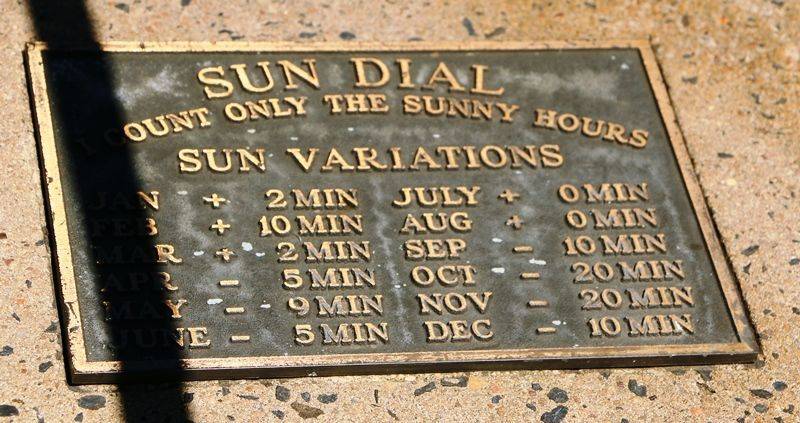 SUN DIAL
I COUNT ONLY THE SUNNY HOURS
SUN VARIATIONS
JAN + 2 MIN JULY + 0 MIN
FEB + 10 MIN AUG + 0 MIN
MAR + 2 MIN SEP - 10 MIN
APR - 5 MIN OCT - 20 MIN
MAY - 9 MIN NOV - 20 MIN
JUNE - 5 MIN DEC - 10 MIN